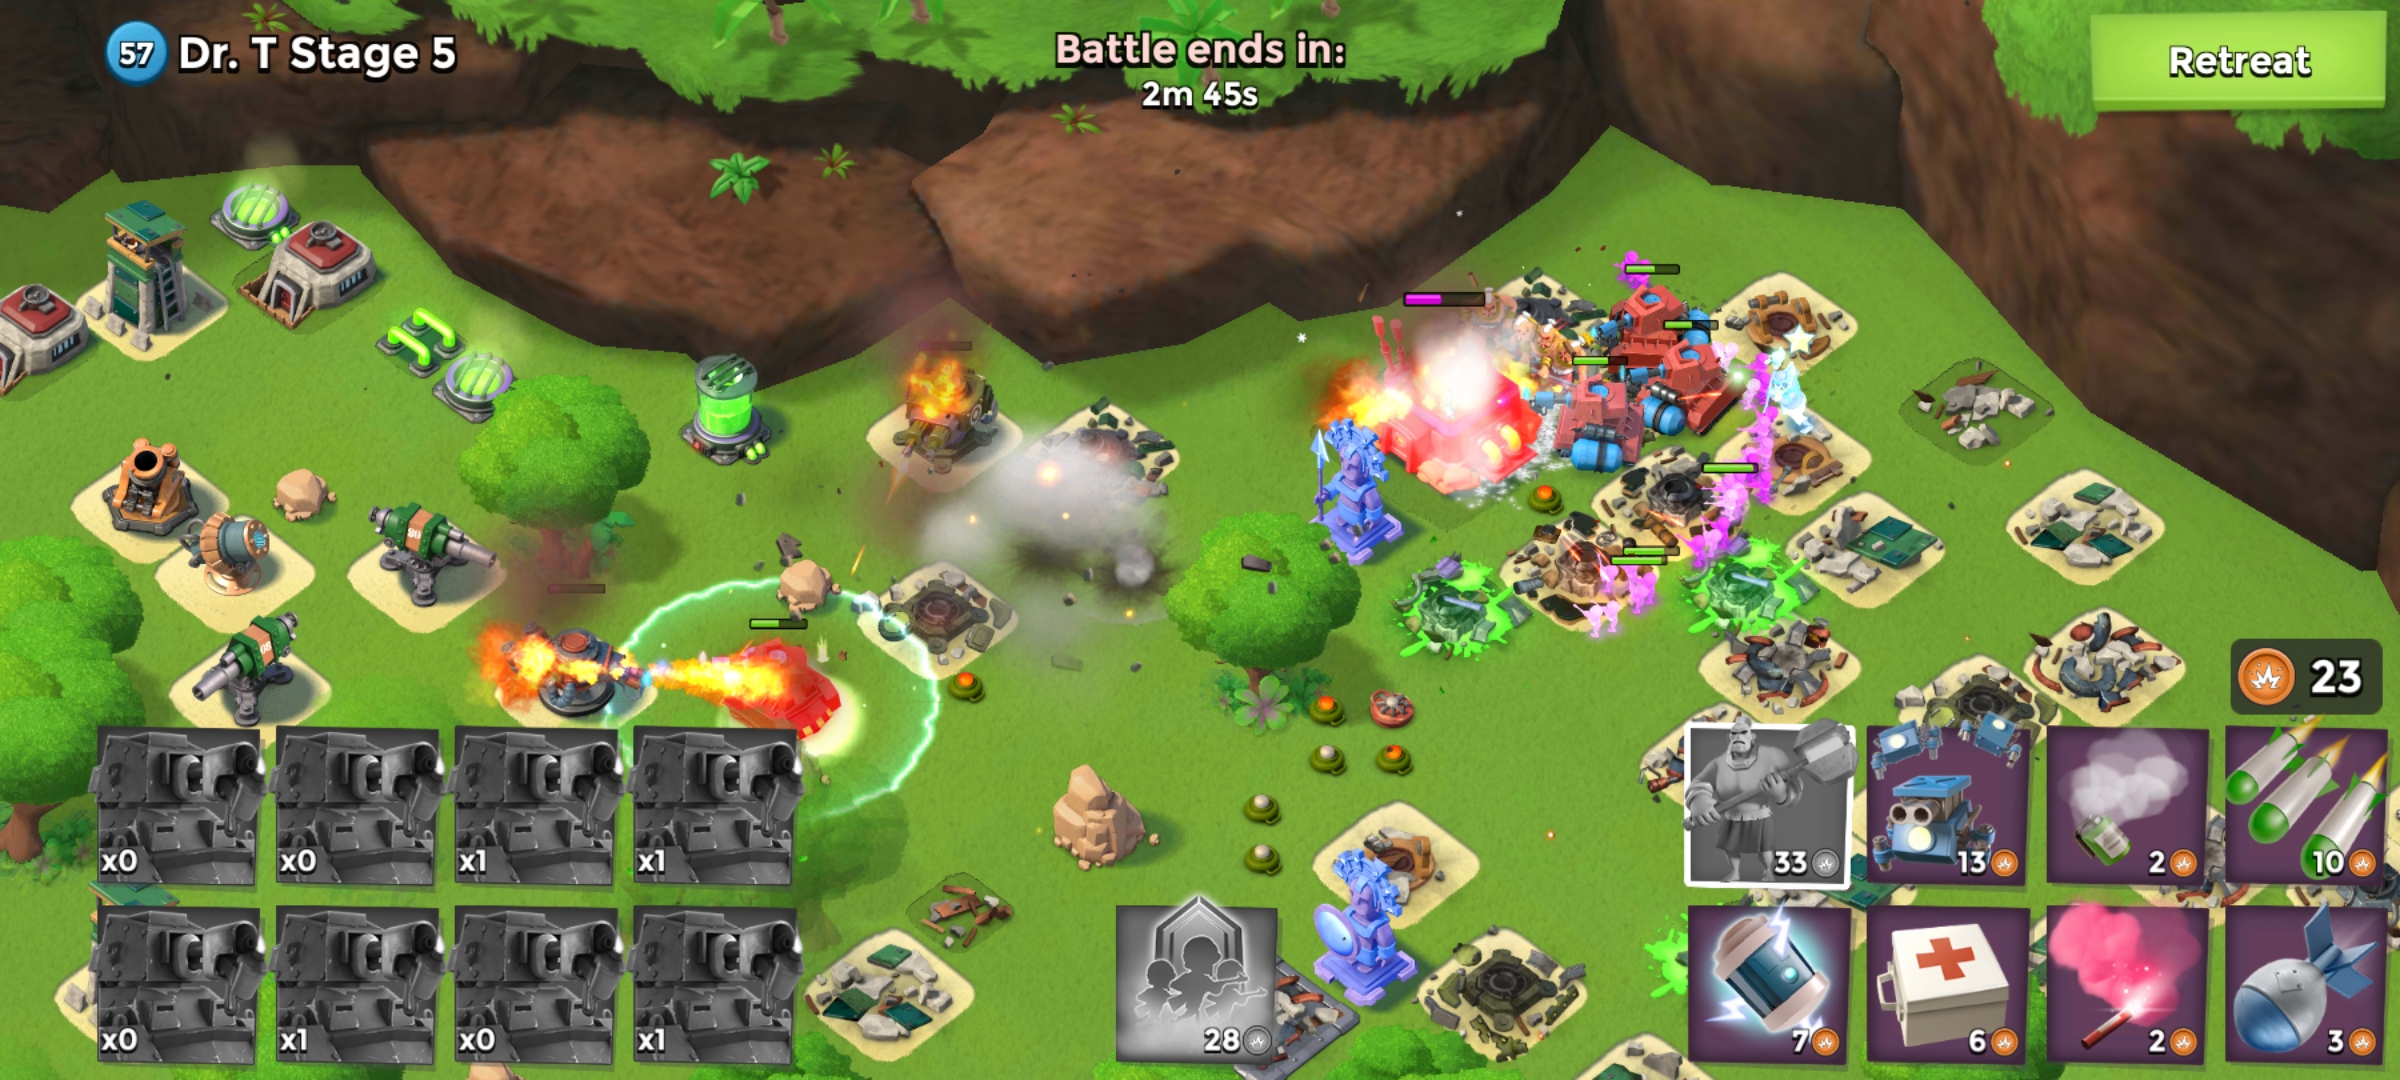 57 Dr. T Stage 5
Battle ends in:
2m 45s
Retreat
23
x0
x0
x1
x1
33
13
2
10
x0
x1
x0
x1
28
7
6
2
3